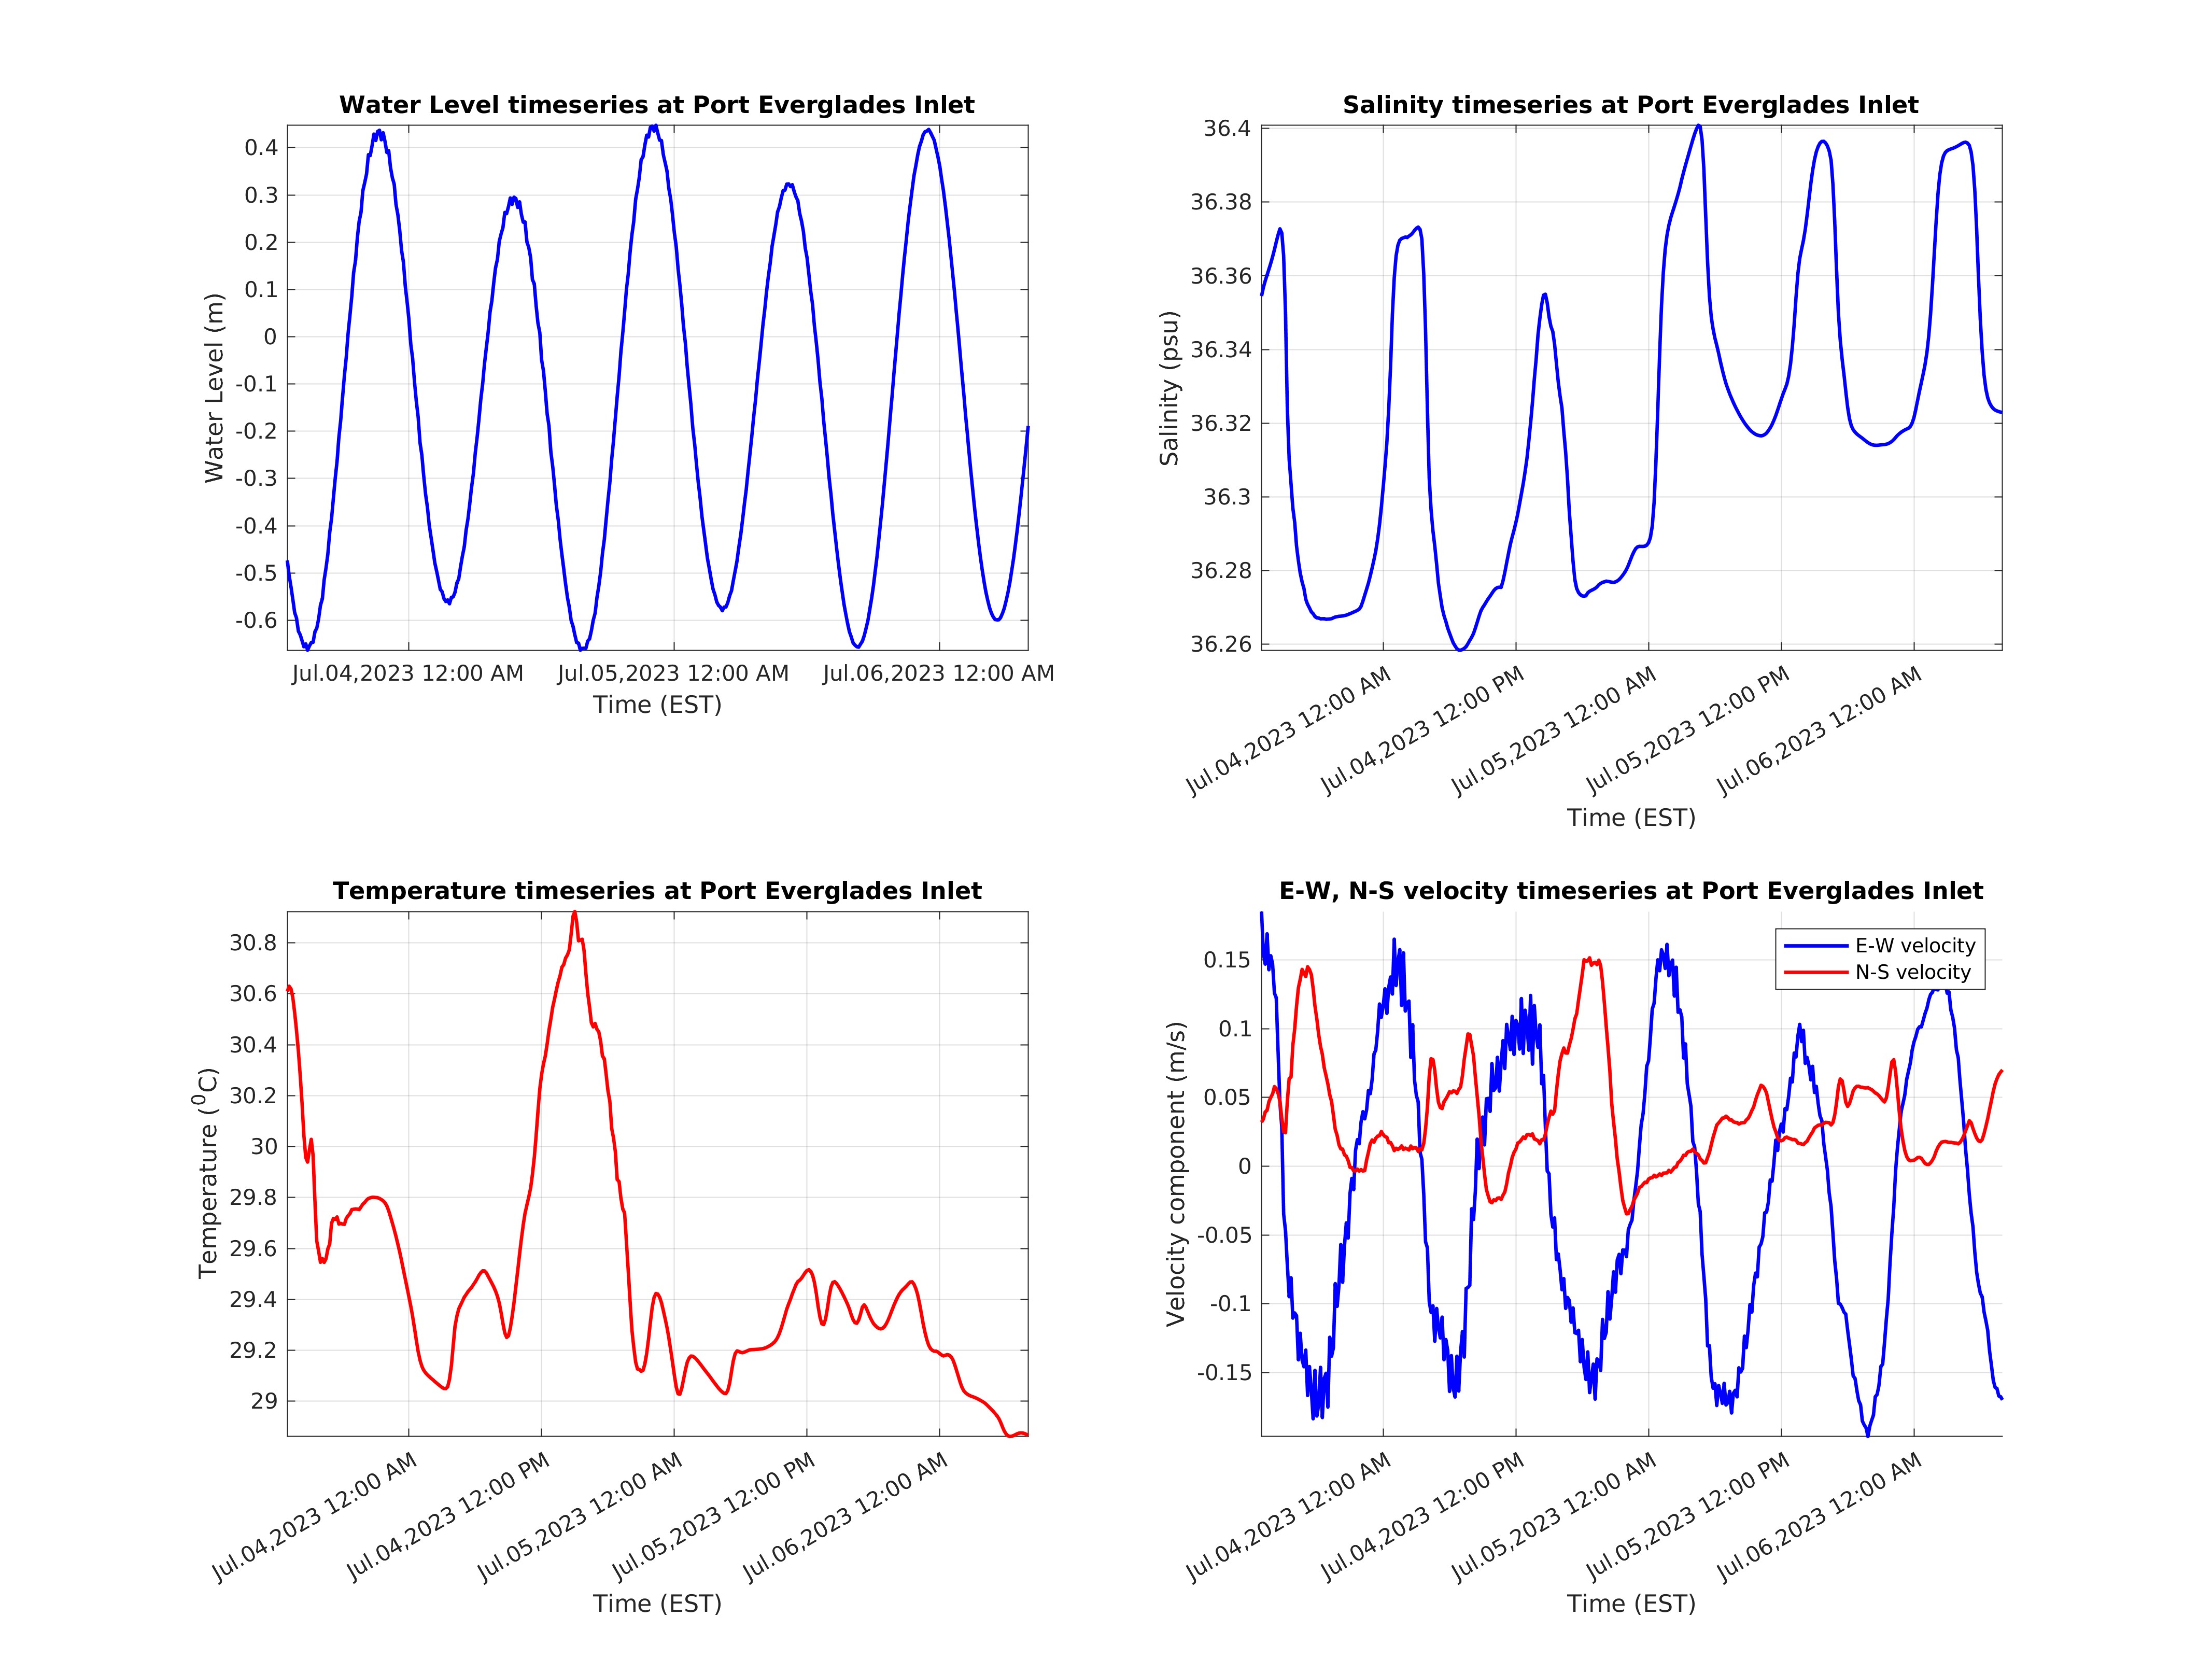 Water Level timeseries at Port Everglades Inlet
0.4
0.3
0.2
0.1
0
-0.1
-0.2
-0.3
-0.4
-0.5
-0.6
Water Level (m)
Jul.04,2023 12:00 AM
Jul.05,2023 12:00 AM
Jul.06,2023 12:00 AM
Time (EST)
Salinity timeseries at Port Everglades Inlet
36.4
36.38
36.36
36.34
36.32
36.3
36.28
36.26
Salinity (psu)
Jul.04,2023 12:00 AM
Jul.04,2023 12:00 PM
Jul.05,2023 12:00 AM
Jul.05,2023 12:00 PM
Jul.06,2023 12:00 AM
Time (EST)
Temperature timeseries at Port Everglades Inlet
30.8
30.6
30.4
30.2
30
29.8
29.6
29.4
29.2
29
Temperature (⁰C)
Jul.04,2023 12:00 AM
Jul.04,2023 12:00 PM
Jul.05,2023 12:00 AM
Jul.05,2023 12:00 PM
Jul.06,2023 12:00 AM
Time (EST)
E-W, N-S velocity timeseries at Port Everglades Inlet
E-W velocity
N-S velocity
0.15
0.1
0.05
0
-0.05
-0.1
-0.15
Velocity component (m/s)
Jul.04,2023 12:00 AM
Jul.04,2023 12:00 PM
Jul.05,2023 12:00 AM
Jul.05,2023 12:00 PM
Jul.06,2023 12:00 AM
Time (EST)